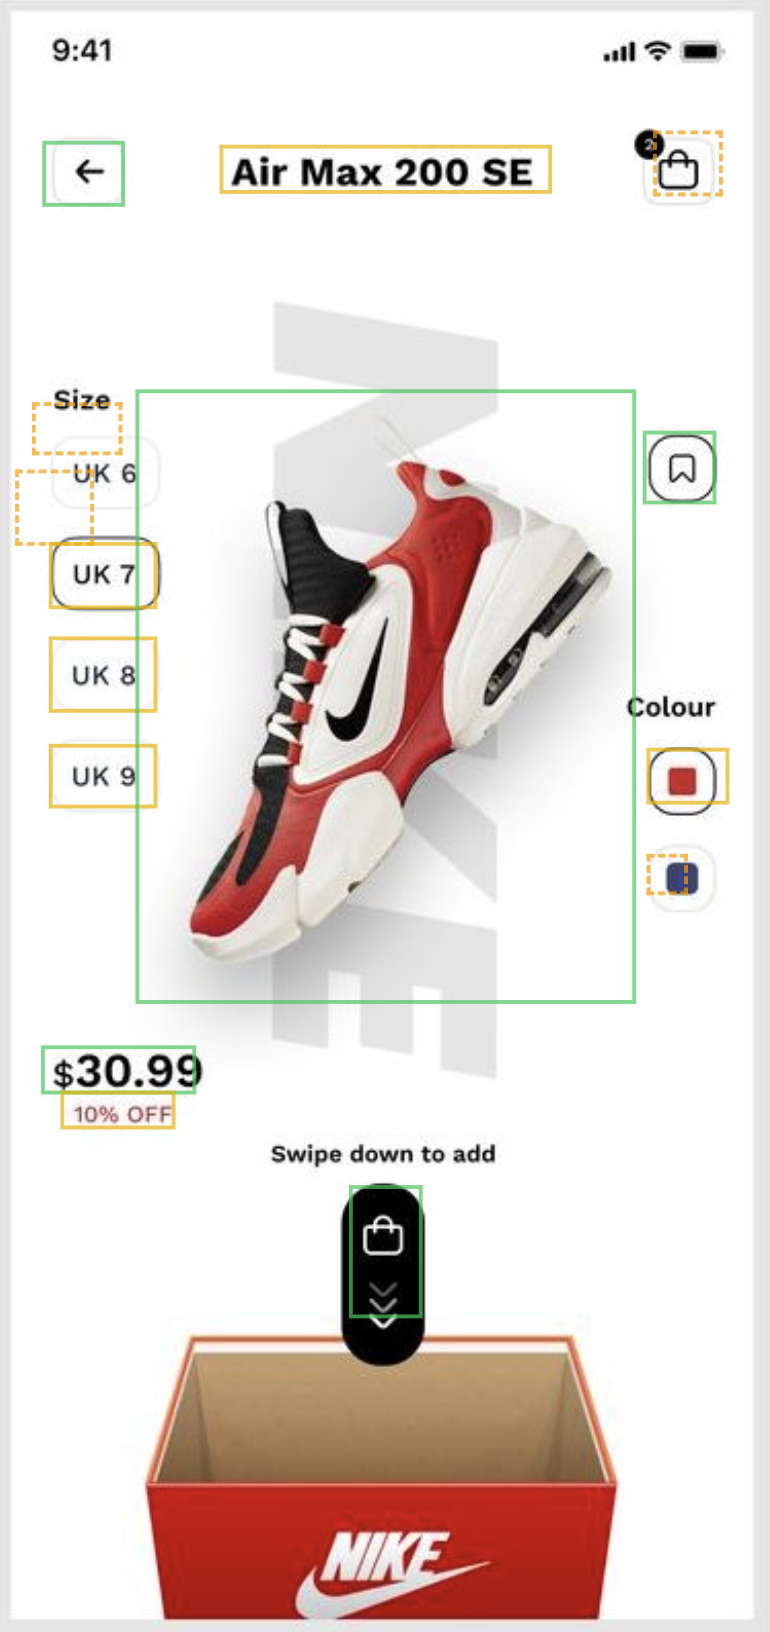 9:41
2
Air Max 200 SE
NIKE
Size
UK 6
UK 7
UK 8
UK 9
Colour
$30.99
10% OFF
Swipe down to add
NIKE